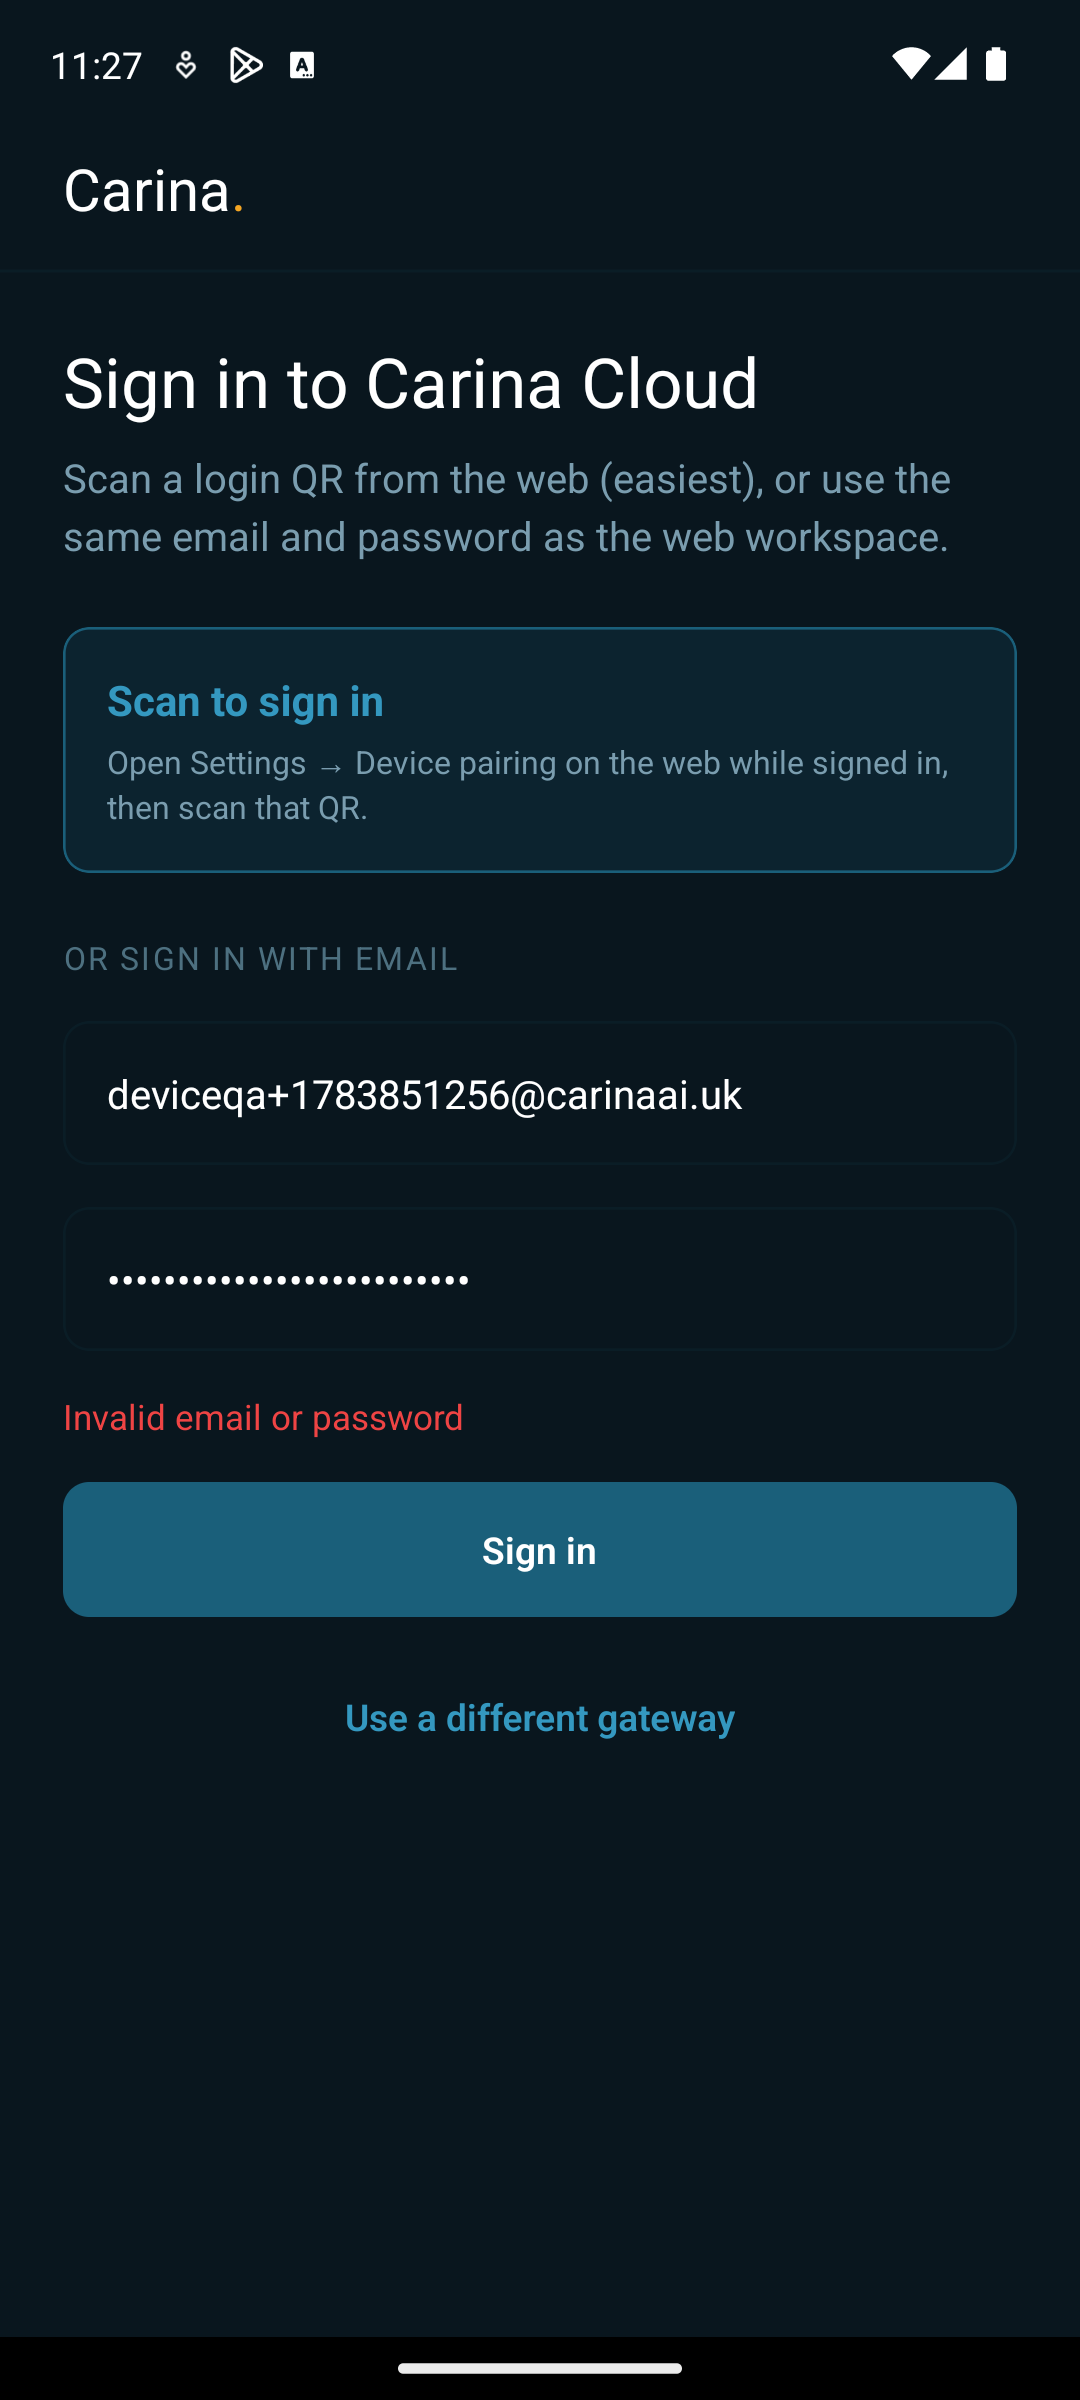 11:27
Carina.
Sign in to Carina Cloud
Scan a login QR from the web (easiest), or use the
same email and password as the web workspace.
Scan to sign in
Open Settings → Device pairing on the web while signed in,
then scan that QR.
OR SIGN IN WITH EMAIL
deviceqa+1783851256@carinaai.uk
••••••••••••••••••••••••••
Invalid email or password
Sign in
Use a different gateway